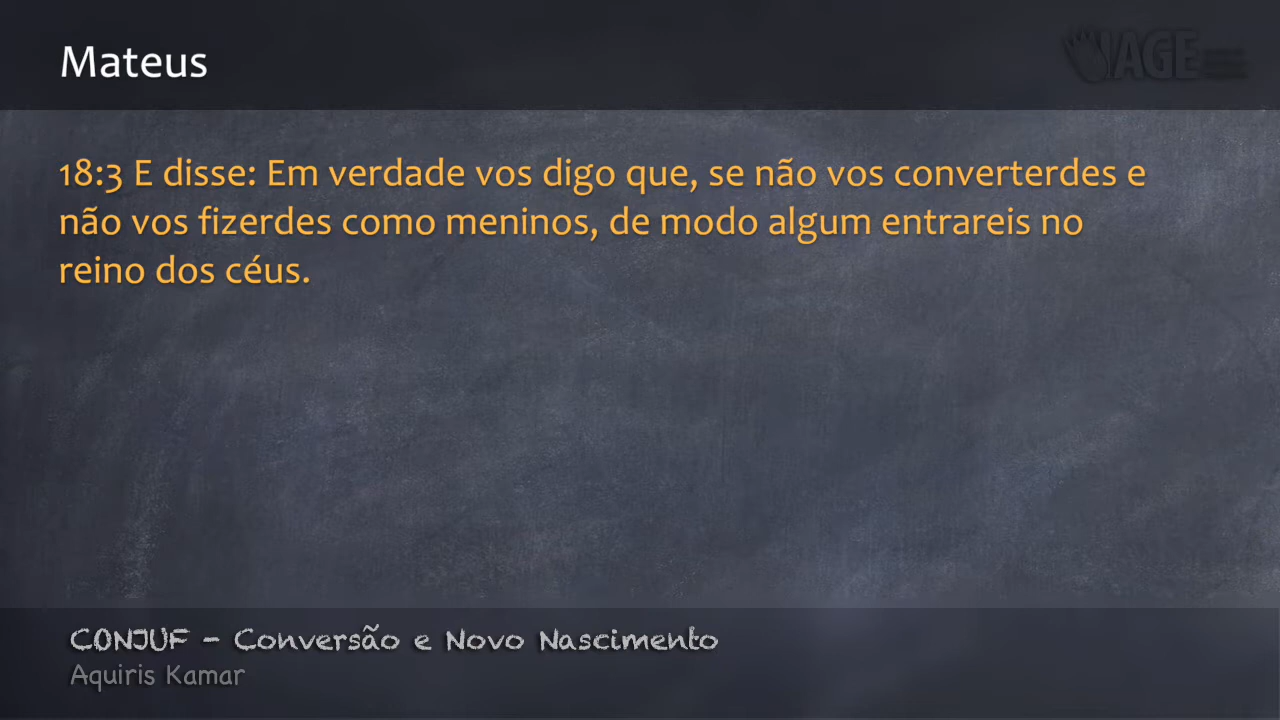 Mateus
IAGE
18:3 E disse: Em verdade vos digo que, se não vos converterdes e
não vos fizerdes como meninos, de modo algum entrareis no
reino dos céus.
CONJUF - Conversão e Novo Nascimento
Aquiris Kamar